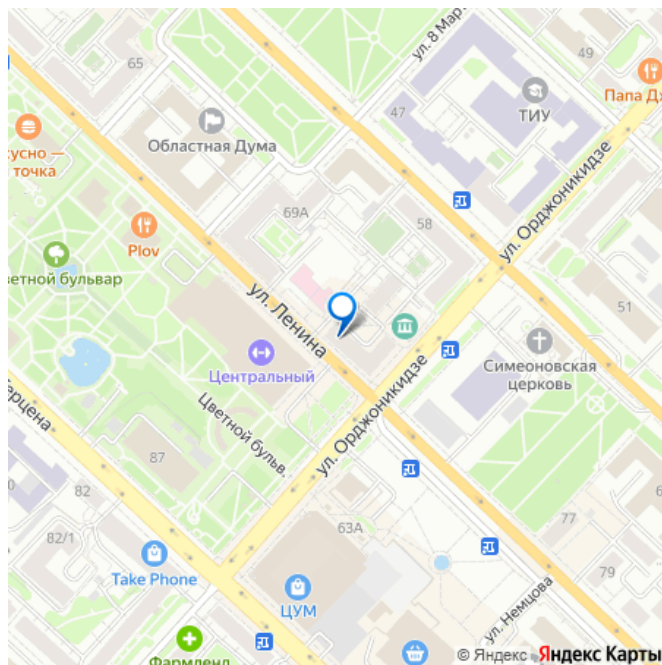 ул. 8 Мар
49
65
Папа Д
47
ТИУ
Областная Дума
усно —
точка
ул. Орджоникидзе
69А
58
Plov
ветной бульвар
ул. Ленина
51
Центральный
Симеоновская
церковь
ерцена
Цветной бульв.
ул. Орджоникидзе
87
82
63А
77
82/1
Take Phone
79
ЦУМ
ул. Немцова
Фармленд
© Яндекс Яндекс Карты